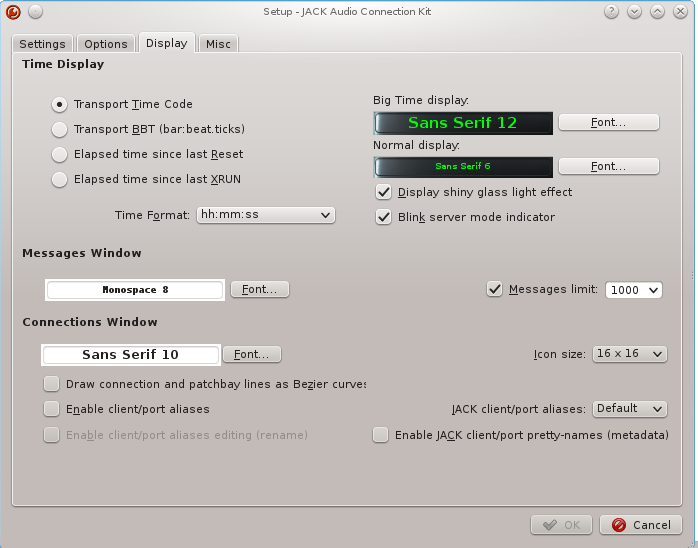 Setup - JACK Audio Connection Kit
Settings Options Display Misc
Time Display
Transport Time Code
Transport BBT (bar:beat.ticks)
Elapsed time since last Reset
Elapsed time since last XRUN
Time Format: hh:mm:ss
Big Time display:
Sans Serif 12 Font...
Normal display:
Sans Serif 6 Font...
Display shiny glass light effect
Blink server mode indicator
Messages Window
Monospace 8 Font... Messages limit: 1000
Connections Window
Sans Serif 10 Font... Icon size: 16 x 16
Draw connection and patchbay lines as Bezier curves
Enable client/port aliases JACK client/port aliases: Default
Enable client/port aliases editing (rename) Enable JACK client/port pretty-names (metadata)
OK Cancel